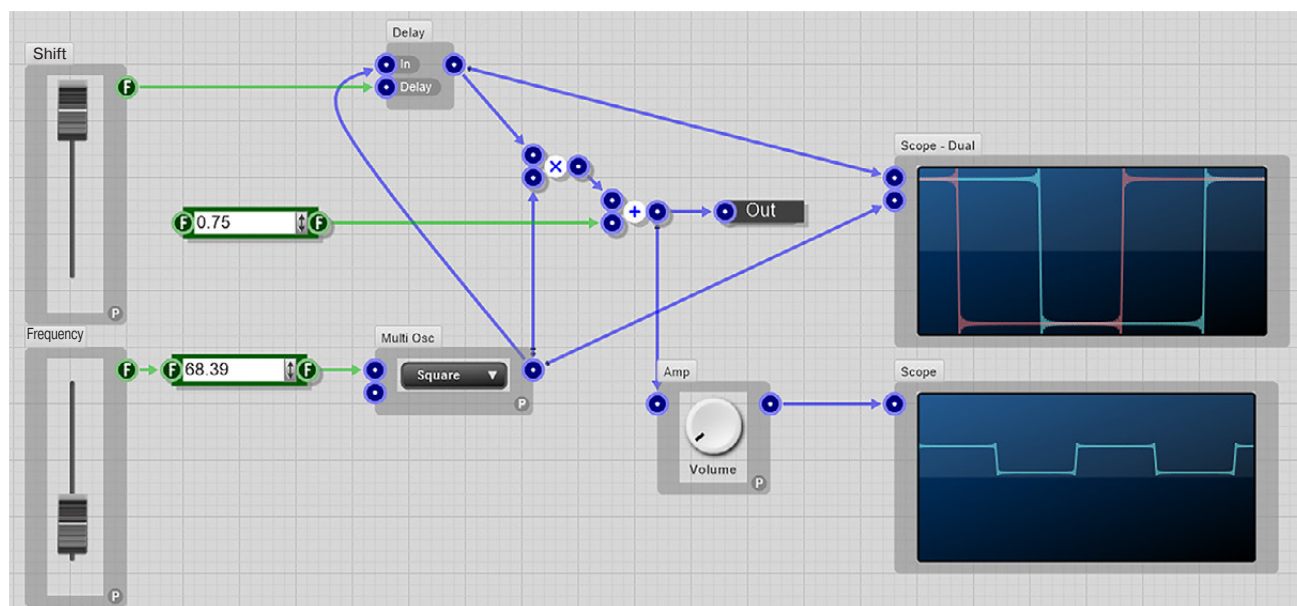 Delay
Shift
In
Delay
F
Scope - Dual
×
F 0.75 F
+
Out
P
Frequency
Multi Osc
F F 68.39 F
Square
Amp
Scope
P
Volume
P
P